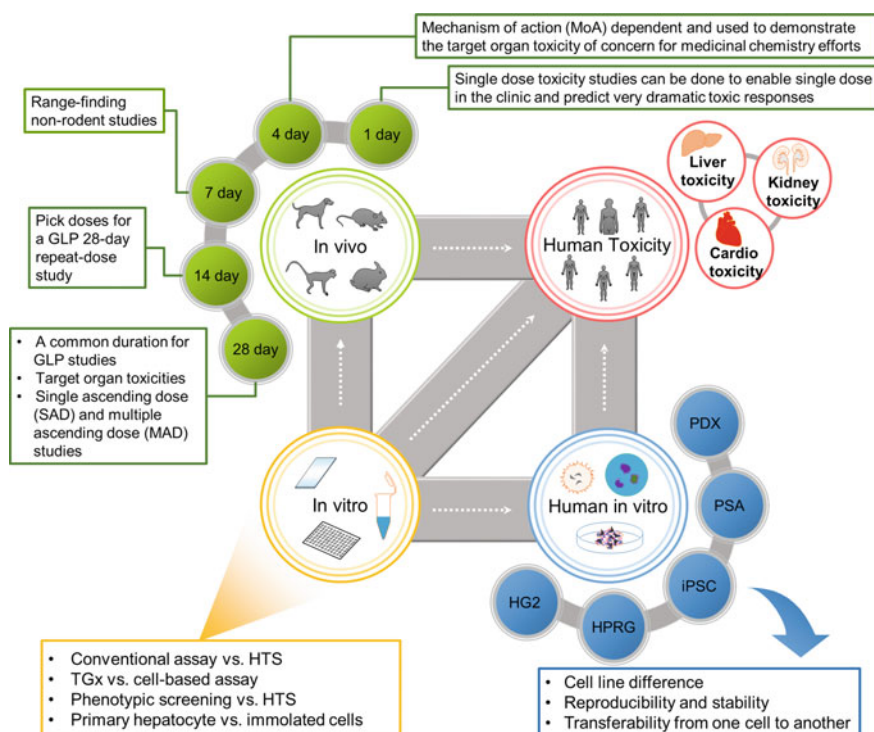 Mechanism of action (MoA) dependent and used to demonstrate
the target organ toxicity of concern for medicinal chemistry efforts
Single dose toxicity studies can be done to enable single dose
in the clinic and predict very dramatic toxic responses
Range-finding
non-rodent studies
4 day
1 day
7 day
Pick doses for
a GLP 28-day
repeat-dose
study
14 day
28 day
• A common duration for
GLP studies
• Target organ toxicities
• Single ascending dose
(SAD) and multiple
ascending dose (MAD)
studies
In vivo
Human Toxicity
Liver
toxicity
Kidney
toxicity
Cardio
toxicity
In vitro
Human in vitro
PDX
PSA
iPSC
HPRG
HG2
• Conventional assay vs. HTS
• TGx vs. cell-based assay
• Phenotypic screening vs. HTS
• Primary hepatocyte vs. immolated cells
• Cell line difference
• Reproducibility and stability
• Transferability from one cell to another